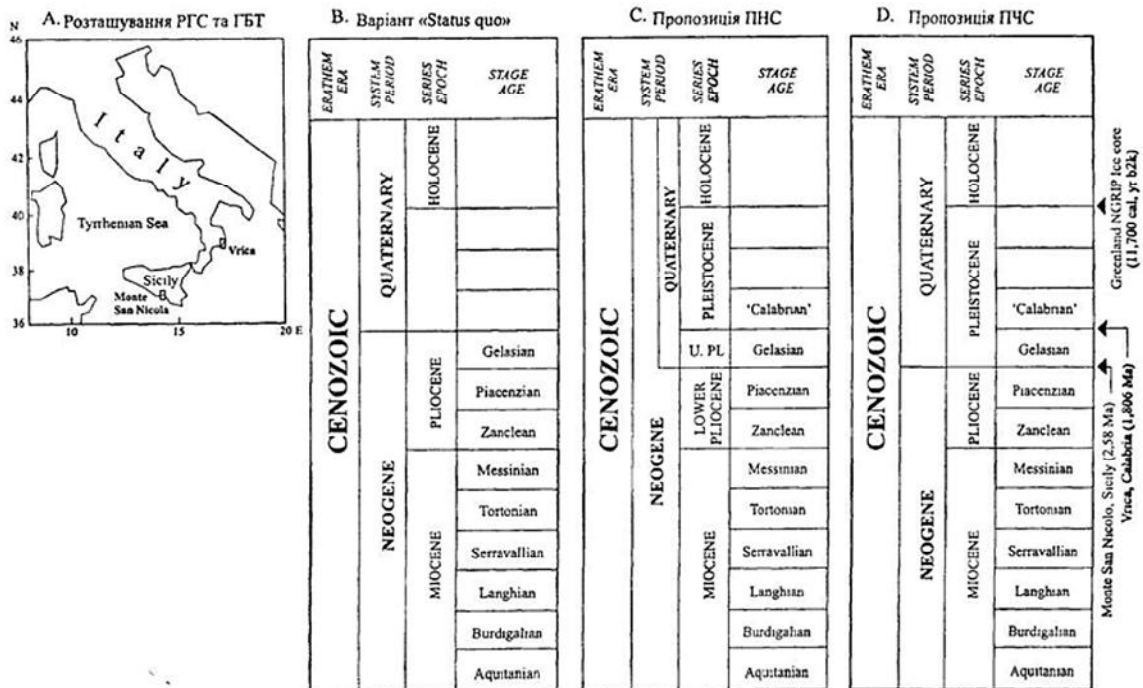 A. Розташування РГС та ГБТ
N
46
44
42
40
38
36
10
15
20 E
Italy
Tyrrhenian Sea
Vrica
Sicily
Monte
San Nicola
B. Варіант «Status quo»
ERATHEM
ERA
SYSTEM
PERIOD
SERIES
EPOCH
STAGE
AGE
CENOZOIC
QUATERNARY
NEOGENE
HOLOCENE
PLIOCENE
MIOCENE
Gelasian
Piacenzian
Zanclean
Messinian
Tortonian
Serravallian
Langhian
Burdigalian
Aquitanian
C. Пропозиція ПНС
ERATHEM
ERA
SYSTEM
PERIOD
SERIES
EPOCH
STAGE
AGE
CENOZOIC
NEOGENE
QUATERNARY
HOLOCENE
PLEISTOCENE
U. PL
LOWER
PLIOCENE
MIOCENE
'Calabrian'
Gelasian
Piacenzian
Zanclean
Messinian
Tortonian
Serravallian
Langhian
Burdigalian
Aquitanian
D. Пропозиція ПЧС
ERATHEM
ERA
SYSTEM
PERIOD
SERIES
EPOCH
STAGE
AGE
CENOZOIC
QUATERNARY
NEOGENE
HOLOCENE
PLEISTOCENE
PLIOCENE
MIOCENE
'Calabrian'
Gelasian
Piacenzian
Zanclean
Messinian
Tortonian
Serravallian
Langhian
Burdigalian
Aquitanian
Greenland NGRIP Ice core
(11,700 cal, yr b2k)
Monte San Nicolo, Sicily (2,58 Ma)
Vrica, Calabria (1,806 Ma)